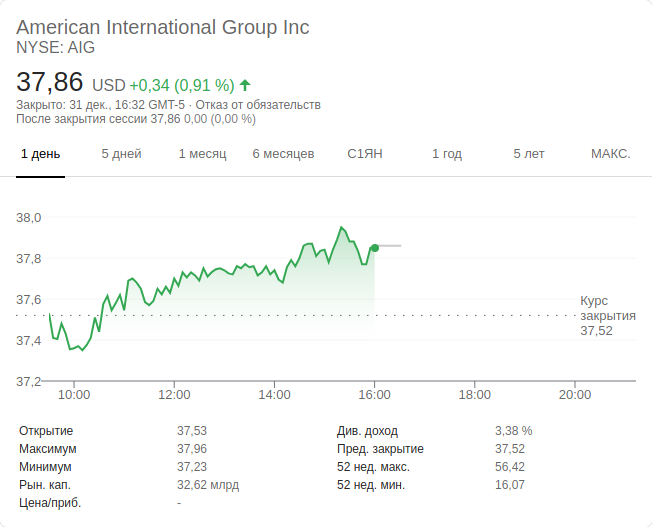 American International Group Inc
NYSE: AIG
37,86 USD +0,34 (0,91 %)
Закрыто: 31 дек., 16:32 GMT-5 · Отказ от обязательств
После закрытия сессии 37,86 0,00 (0,00 %)
1 день 5 дней 1 месяц 6 месяцев С1ЯН 1 год 5 лет МАКС.
38,0
37,8
37,6
37,4
37,2
Курс
закрытия
37,52
10:00 12:00 14:00 16:00 18:00 20:00
Открытие 37,53 Див. доход 3,38 %
Максимум 37,96 Пред. закрытие 37,52
Минимум 37,23 52 нед. макс. 56,42
Рын. кап. 32,62 млрд 52 нед. мин. 16,07
Цена/приб. -